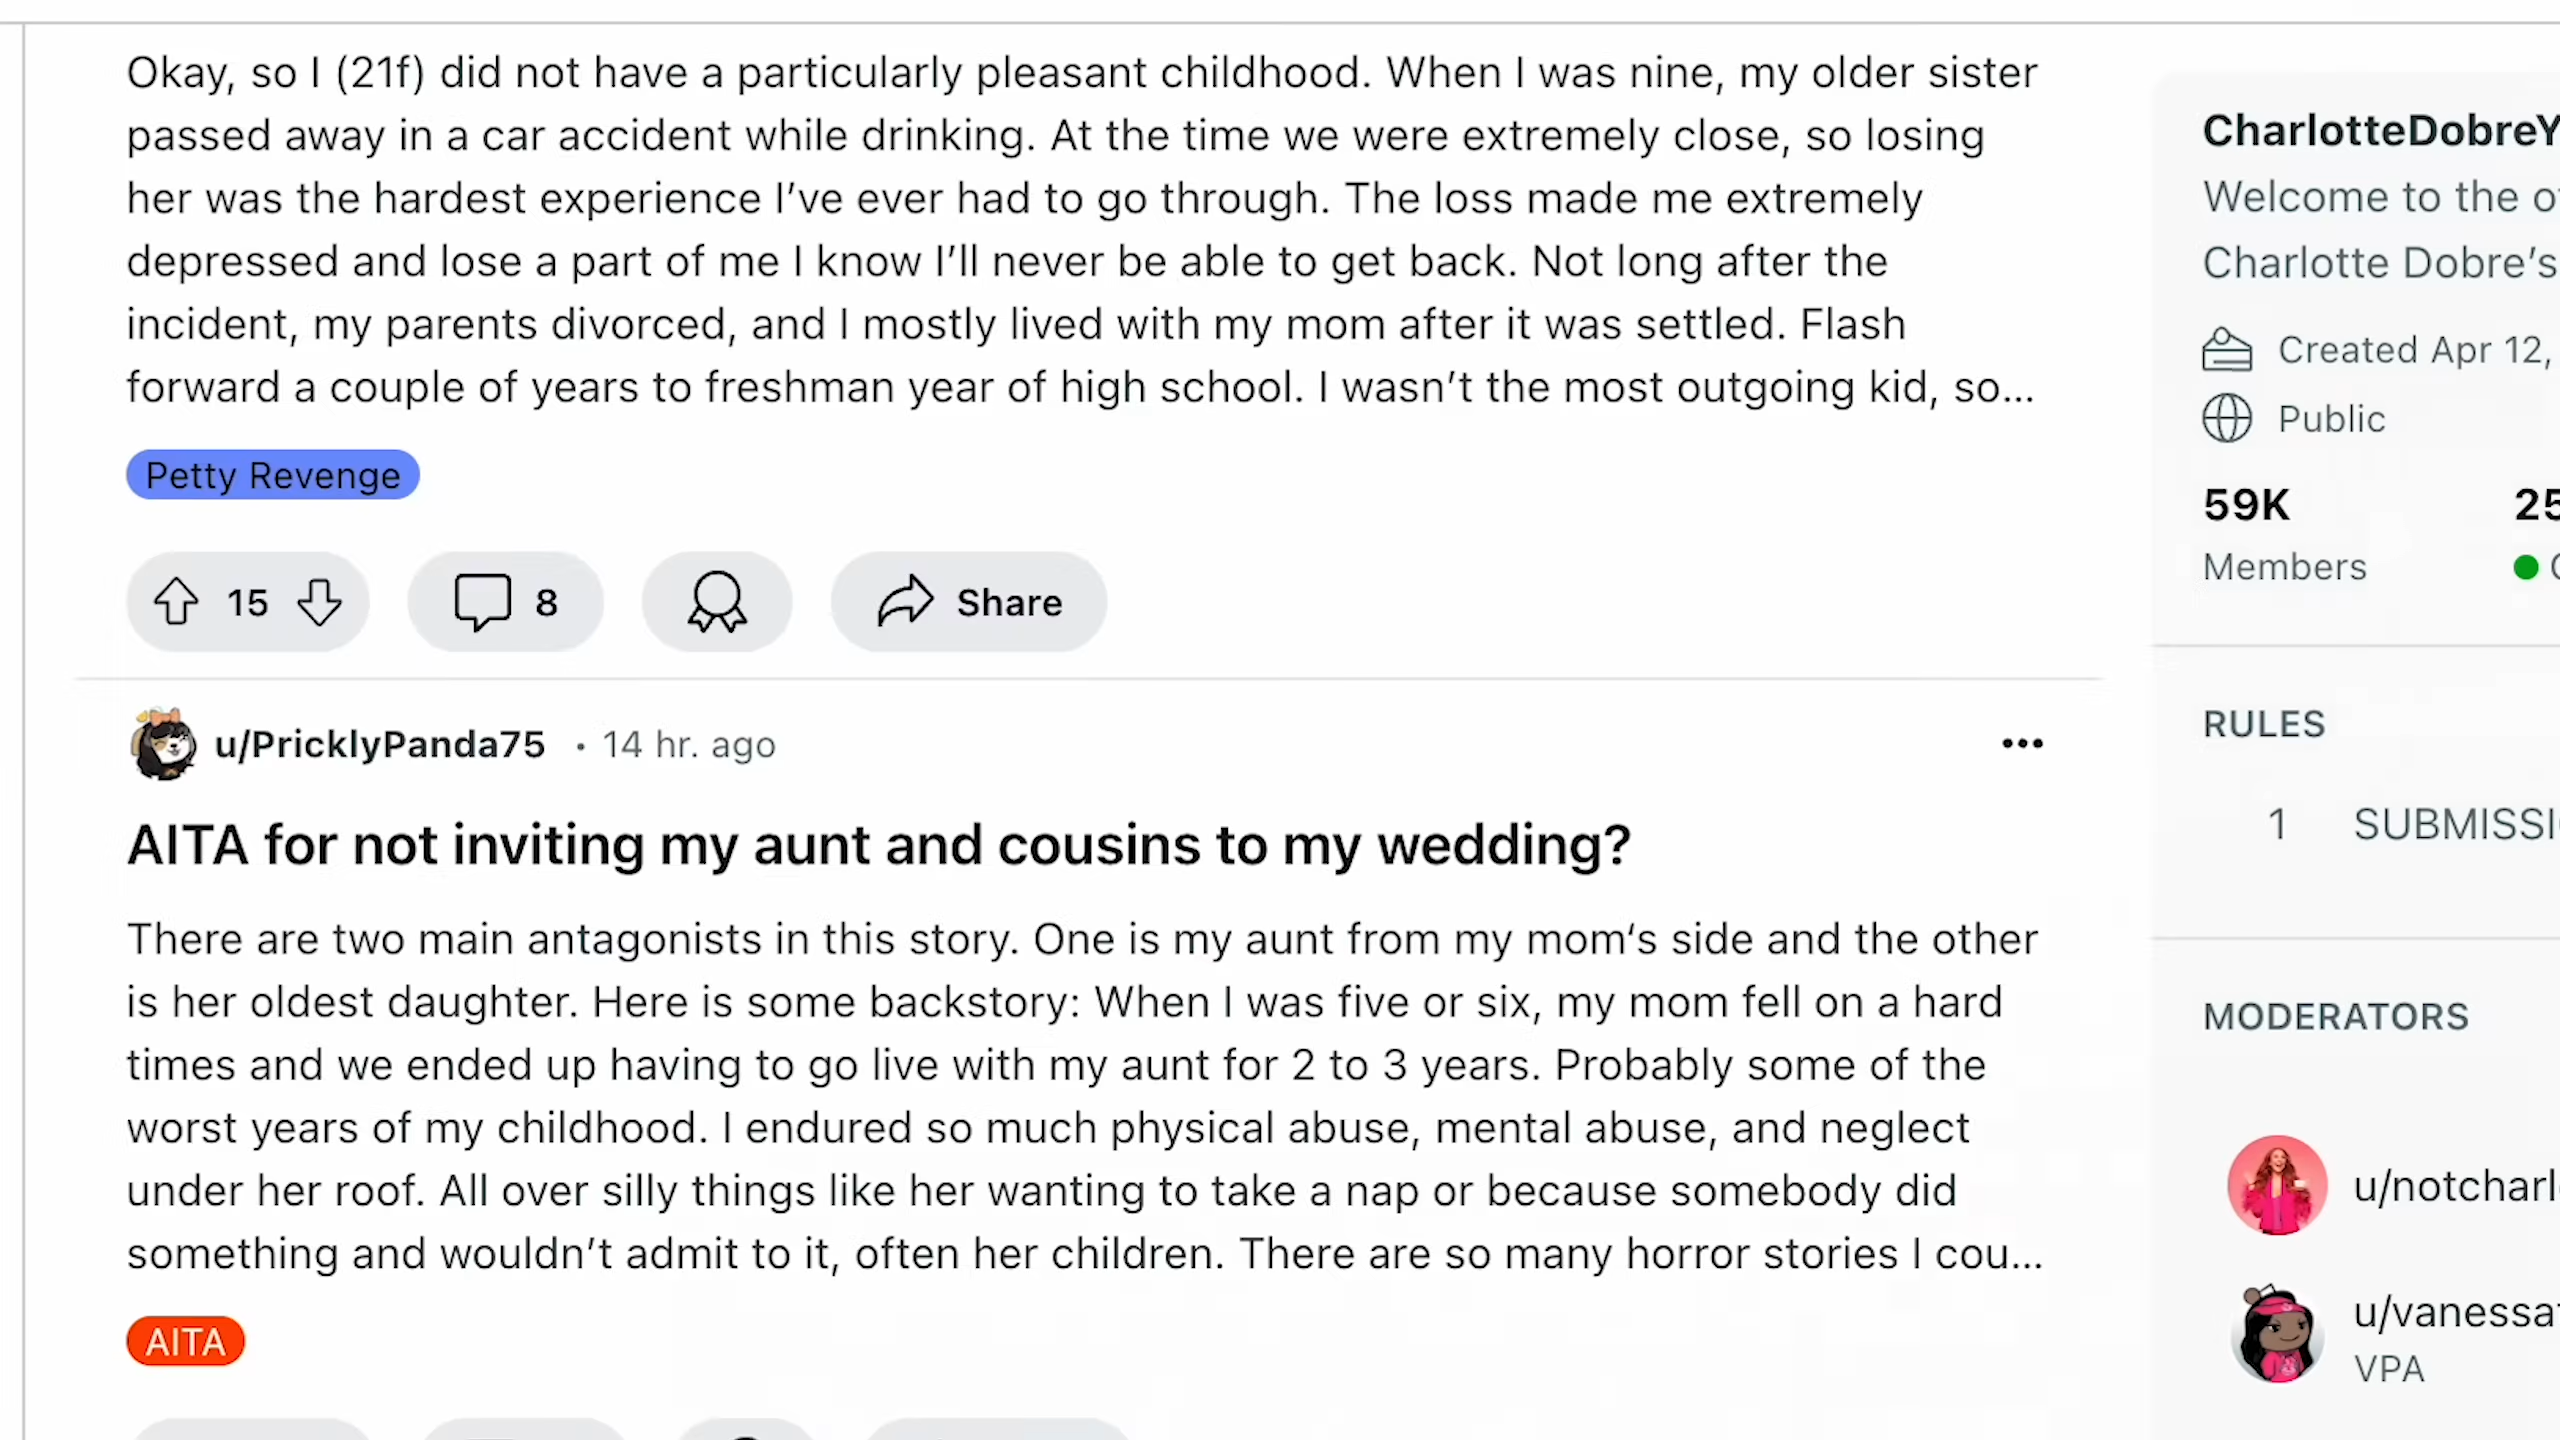 Okay, so I (21f) did not have a particularly pleasant childhood. When I was nine, my older sister
passed away in a car accident while drinking. At the time we were extremely close, so losing
her was the hardest experience I’ve ever had to go through. The loss made me extremely
depressed and lose a part of me I know I’ll never be able to get back. Not long after the
incident, my parents divorced, and I mostly lived with my mom after it was settled. Flash
forward a couple of years to freshman year of high school. I wasn’t the most outgoing kid, so...
Petty Revenge
15
8
Share
u/PricklyPanda75 • 14 hr. ago
AITA for not inviting my aunt and cousins to my wedding?
There are two main antagonists in this story. One is my aunt from my mom‘s side and the other
is her oldest daughter. Here is some backstory: When I was five or six, my mom fell on a hard
times and we ended up having to go live with my aunt for 2 to 3 years. Probably some of the
worst years of my childhood. I endured so much physical abuse, mental abuse, and neglect
under her roof. All over silly things like her wanting to take a nap or because somebody did
something and wouldn’t admit to it, often her children. There are so many horror stories I cou...
AITA
CharlotteDobreY
Welcome to the o
Charlotte Dobre’s
Created Apr 12,
Public
59K 25
Members
RULES
1 SUBMISSI
MODERATORS
u/notcharl
u/vanessa
VPA